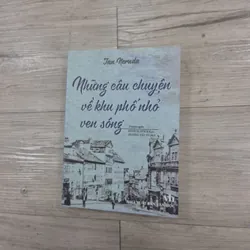 Jan Neruda
Những câu chuyện
về khu phố nhỏ
ven sông